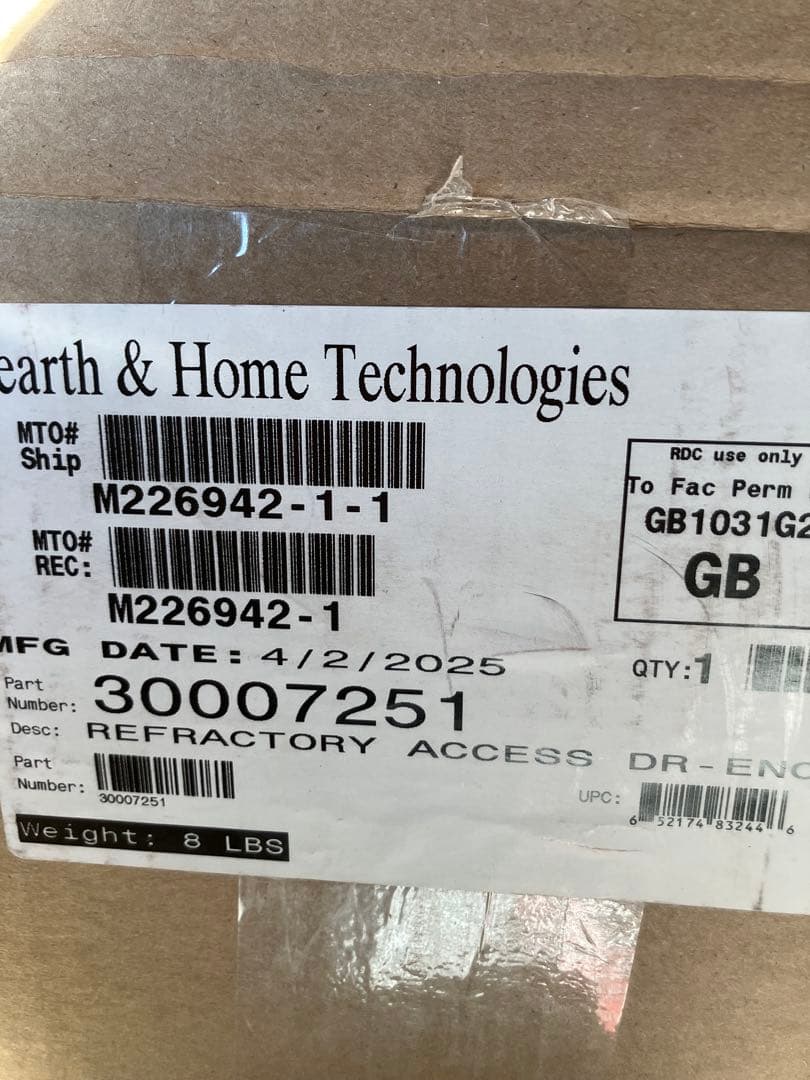 earth & Home Technologies
MTO#
Ship
M226942-1-1
RDC use only
To Fac Perm
GB1031G2
GB
MTO#
REC:
M226942-1
MFG DATE: 4/2/2025
QTY:1
Part
Number: 30007251
Desc: REFRACTORY ACCESS DR-ENC
Part
Number:
30007251
UPC:
6 52174 83244 6
Weight: 8 LBS